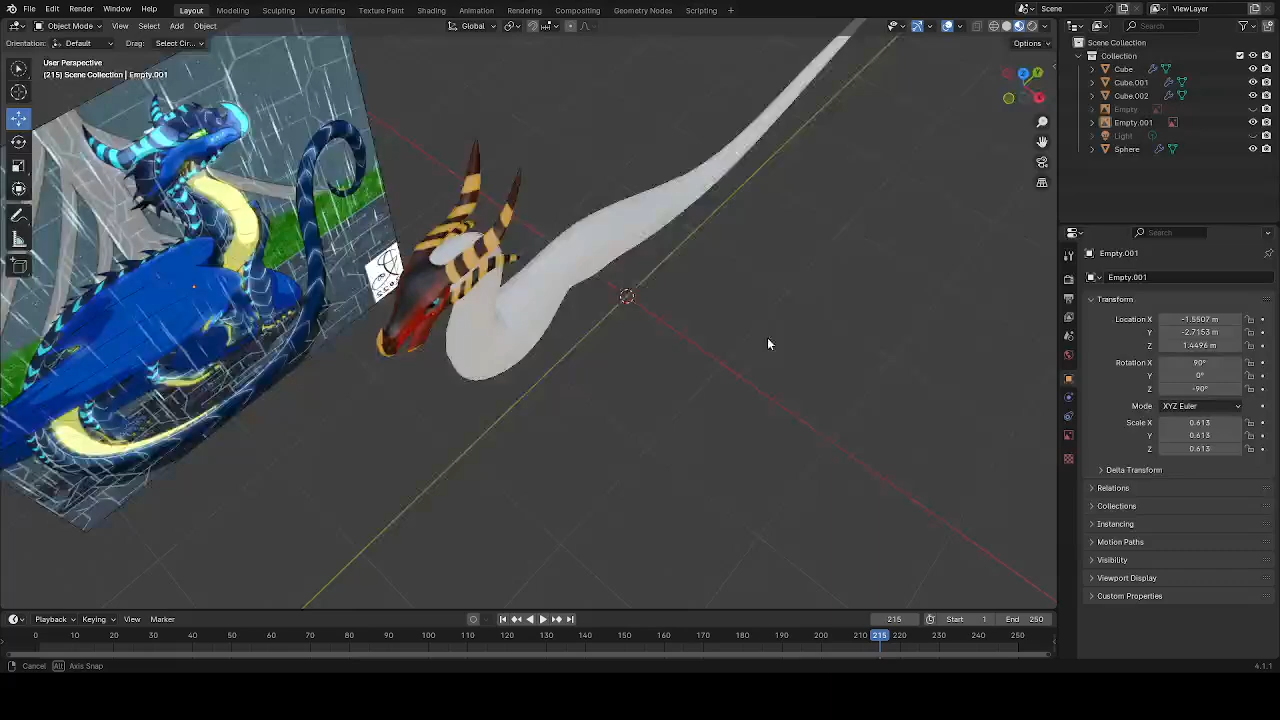 File Edit Render Window Help Layout Modeling Sculpting UV Editing Texture Paint Shading Animation Rendering Compositing Geometry Nodes Scripting + Scene ViewLayer
Object Mode View Select Add Object Global Search
Orientation: Default Drag: Select Cir... Options
User Perspective
(215) Scene Collection | Empty.001
Scene Collection
Collection
Cube
Cube.001
Cube.002
Empty
Empty.001
Light
Sphere
Search
Empty.001
Empty.001
Transform
Location X -1.5507 m
Y -2.7153 m
Z 1.4496 m
Rotation X 90°
Y 0°
Z -90°
Mode XYZ Euler
Scale X 0.613
Y 0.613
Z 0.613
Delta Transform
Relations
Collections
Instancing
Motion Paths
Visibility
Viewport Display
Custom Properties
Playback Keying View Marker 215 Start 1 End 250
0 10 20 30 40 50 60 70 80 90 100 110 120 130 140 150 160 170 180 190 200 210 215 220 230 240 250
Cancel Alt Axis Snap 4.1.1